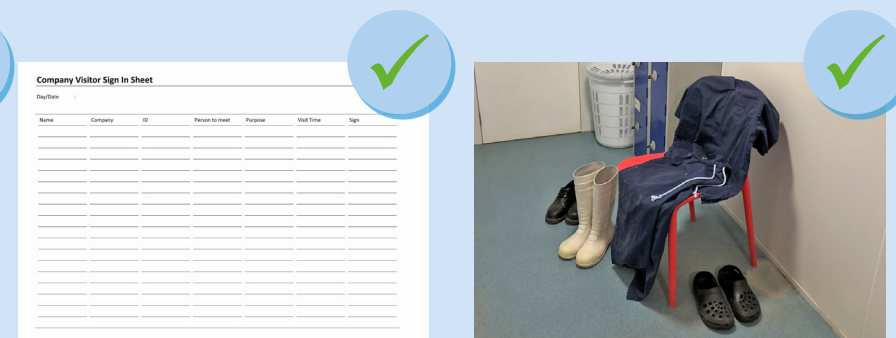 Company Visitor Sign In Sheet
Day/Date :
Name Company ID Person to meet Purpose Visit Time Sign